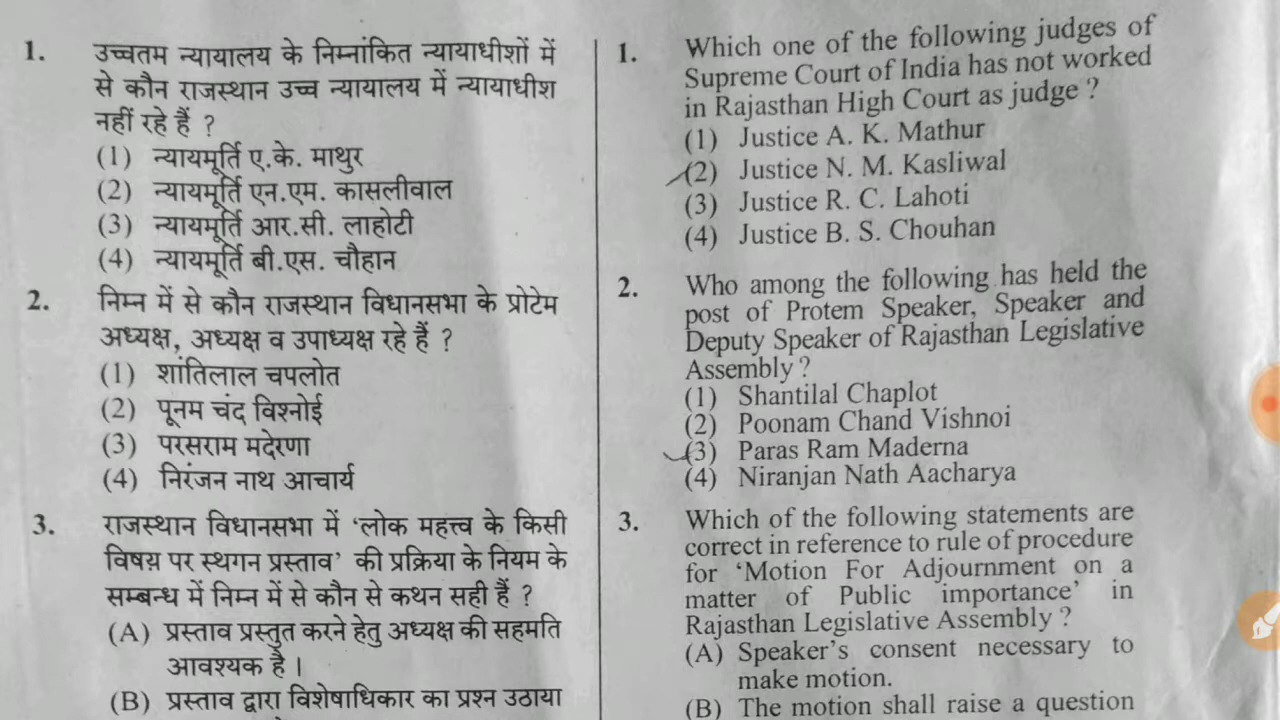 1. उच्चतम न्यायालय के निम्नांकित न्यायाधीशों में
से कौन राजस्थान उच्च न्यायालय में न्यायाधीश
नहीं रहे हैं ?
(1) न्यायमूर्ति ए.के. माथुर
(2) न्यायमूर्ति एन.एम. कासलीवाल
(3) न्यायमूर्ति आर.सी. लाहोटी
(4) न्यायमूर्ति बी.एस. चौहान
2. निम्न में से कौन राजस्थान विधानसभा के प्रोटेम
अध्यक्ष, अध्यक्ष व उपाध्यक्ष रहे हैं ?
(1) शांतिलाल चपलोत
(2) पूनम चंद विश्नोई
(3) परसराम मदेरणा
(4) निरंजन नाथ आचार्य
3. राजस्थान विधानसभा में ‘लोक महत्त्व के किसी
विषय पर स्थगन प्रस्ताव’ की प्रक्रिया के नियम के
सम्बन्ध में निम्न में से कौन से कथन सही हैं ?
(A) प्रस्ताव प्रस्तुत करने हेतु अध्यक्ष की सहमति
आवश्यक है ।
(B) प्रस्ताव द्वारा विशेषाधिकार का प्रश्न उठाया
1. Which one of the following judges of
Supreme Court of India has not worked
in Rajasthan High Court as judge ?
(1) Justice A. K. Mathur
(2) Justice N. M. Kasliwal
(3) Justice R. C. Lahoti
(4) Justice B. S. Chouhan
2. Who among the following has held the
post of Protem Speaker, Speaker and
Deputy Speaker of Rajasthan Legislative
Assembly ?
(1) Shantilal Chaplot
(2) Poonam Chand Vishnoi
(3) Paras Ram Maderna
(4) Niranjan Nath Aacharya
3. Which of the following statements are
correct in reference to rule of procedure
for ‘Motion For Adjournment on a
matter of Public importance’ in
Rajasthan Legislative Assembly ?
(A) Speaker’s consent necessary to
make motion.
(B) The motion shall raise a question